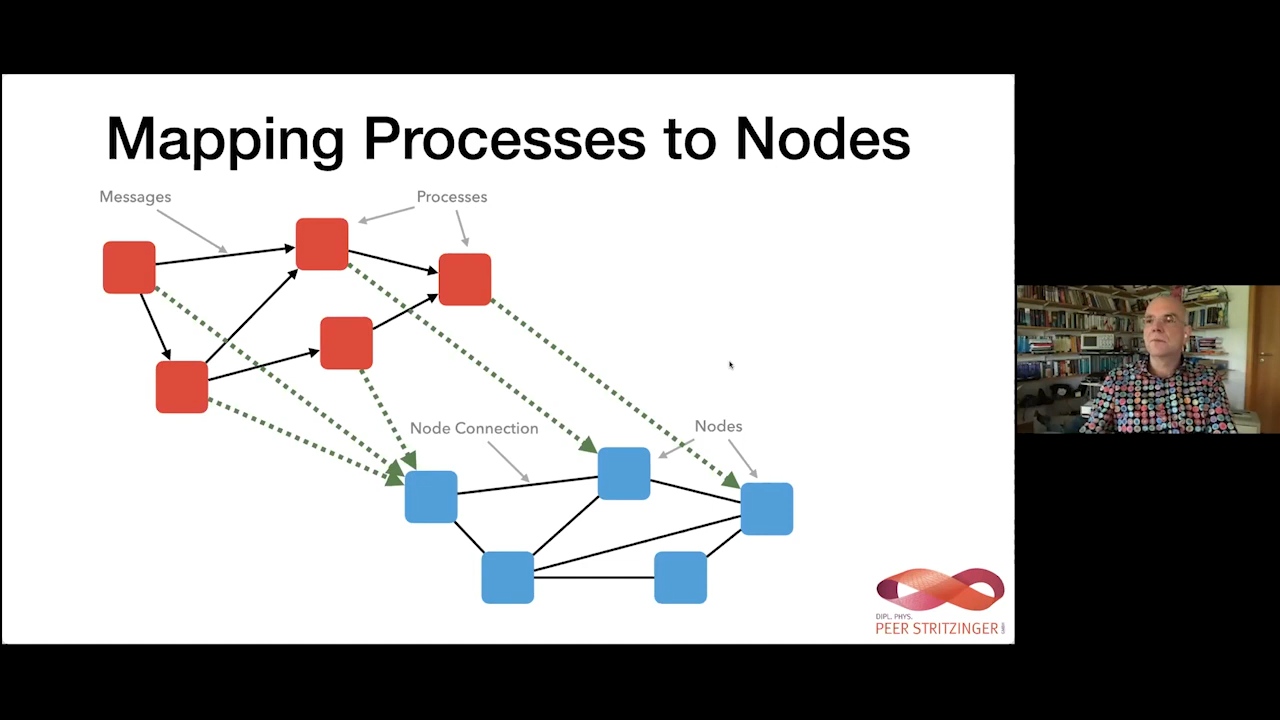 Mapping Processes to Nodes
Messages
Processes
Node Connection
Nodes
DIPL. PHYS.
PEER STRITZINGER